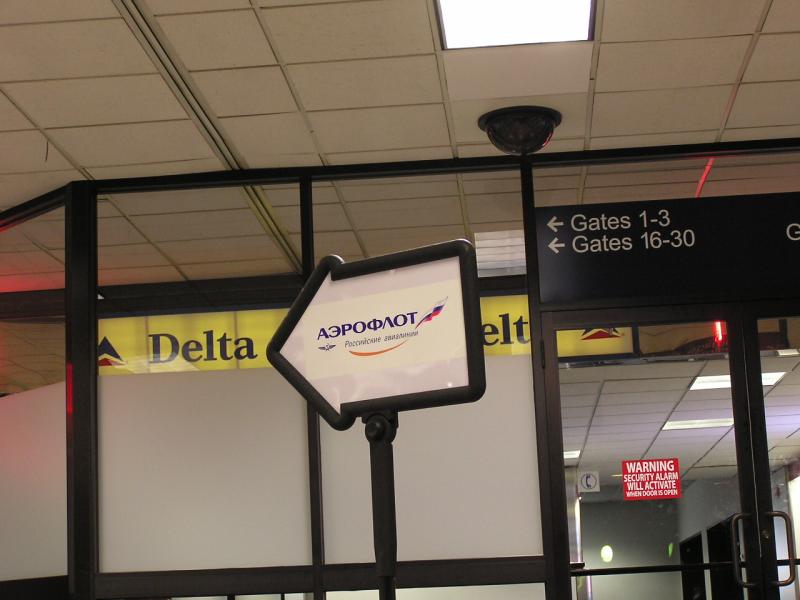 ← Gates 1-3
← Gates 16-30
G
Delta
elt
АЭРОФЛОТ
Российские авиалинии
WARNING
SECURITY ALARM
WILL ACTIVATE
WHEN DOOR IS OPEN